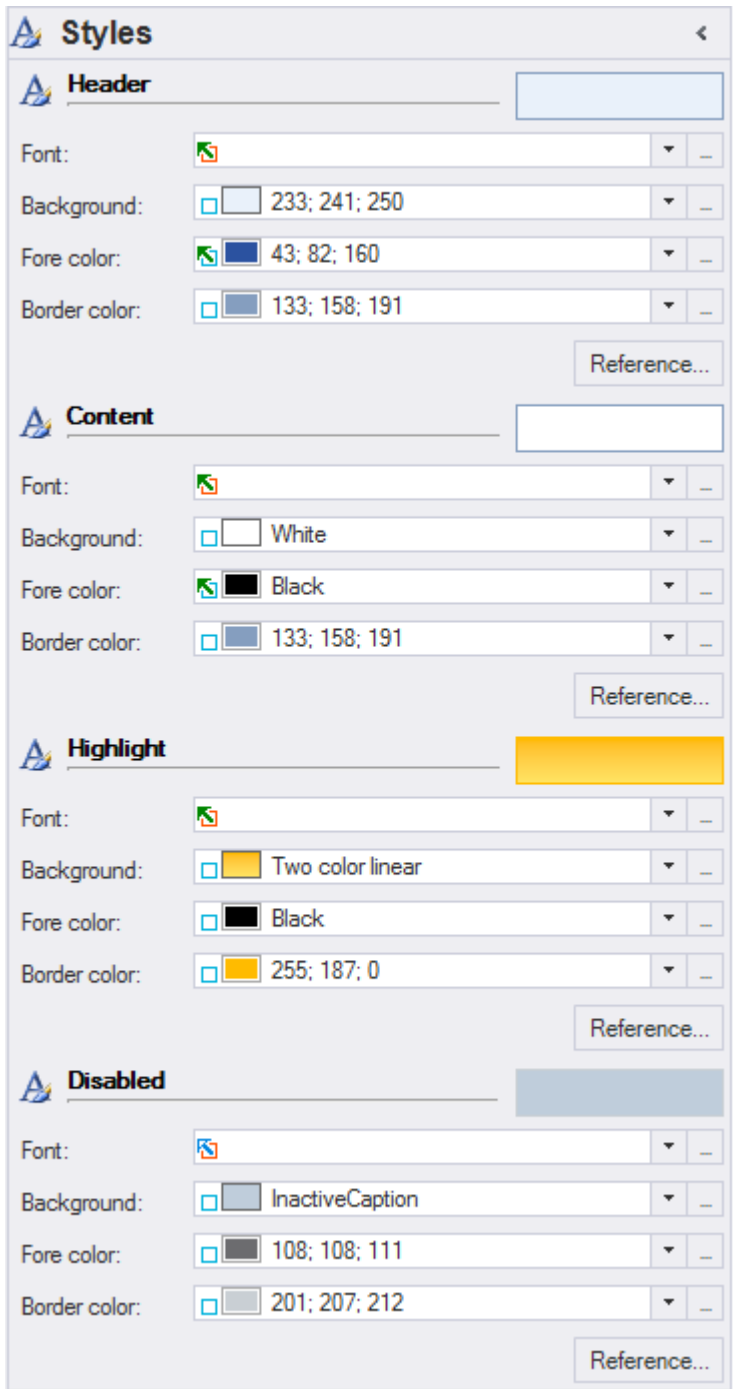 Styles
Header
Font:
Background: 233; 241; 250
Fore color: 43; 82; 160
Border color: 133; 158; 191
Reference...
Content
Font:
Background: White
Fore color: Black
Border color: 133; 158; 191
Reference...
Highlight
Font:
Background: Two color linear
Fore color: Black
Border color: 255; 187; 0
Reference...
Disabled
Font:
Background: InactiveCaption
Fore color: 108; 108; 111
Border color: 201; 207; 212
Reference...